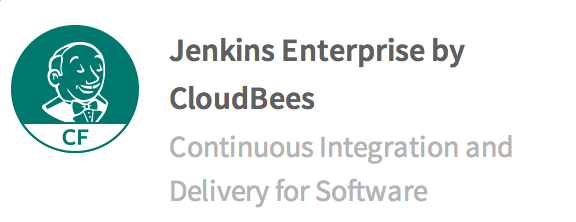 Jenkins Enterprise by
CloudBees
CF
Continuous Integration and
Delivery for Software